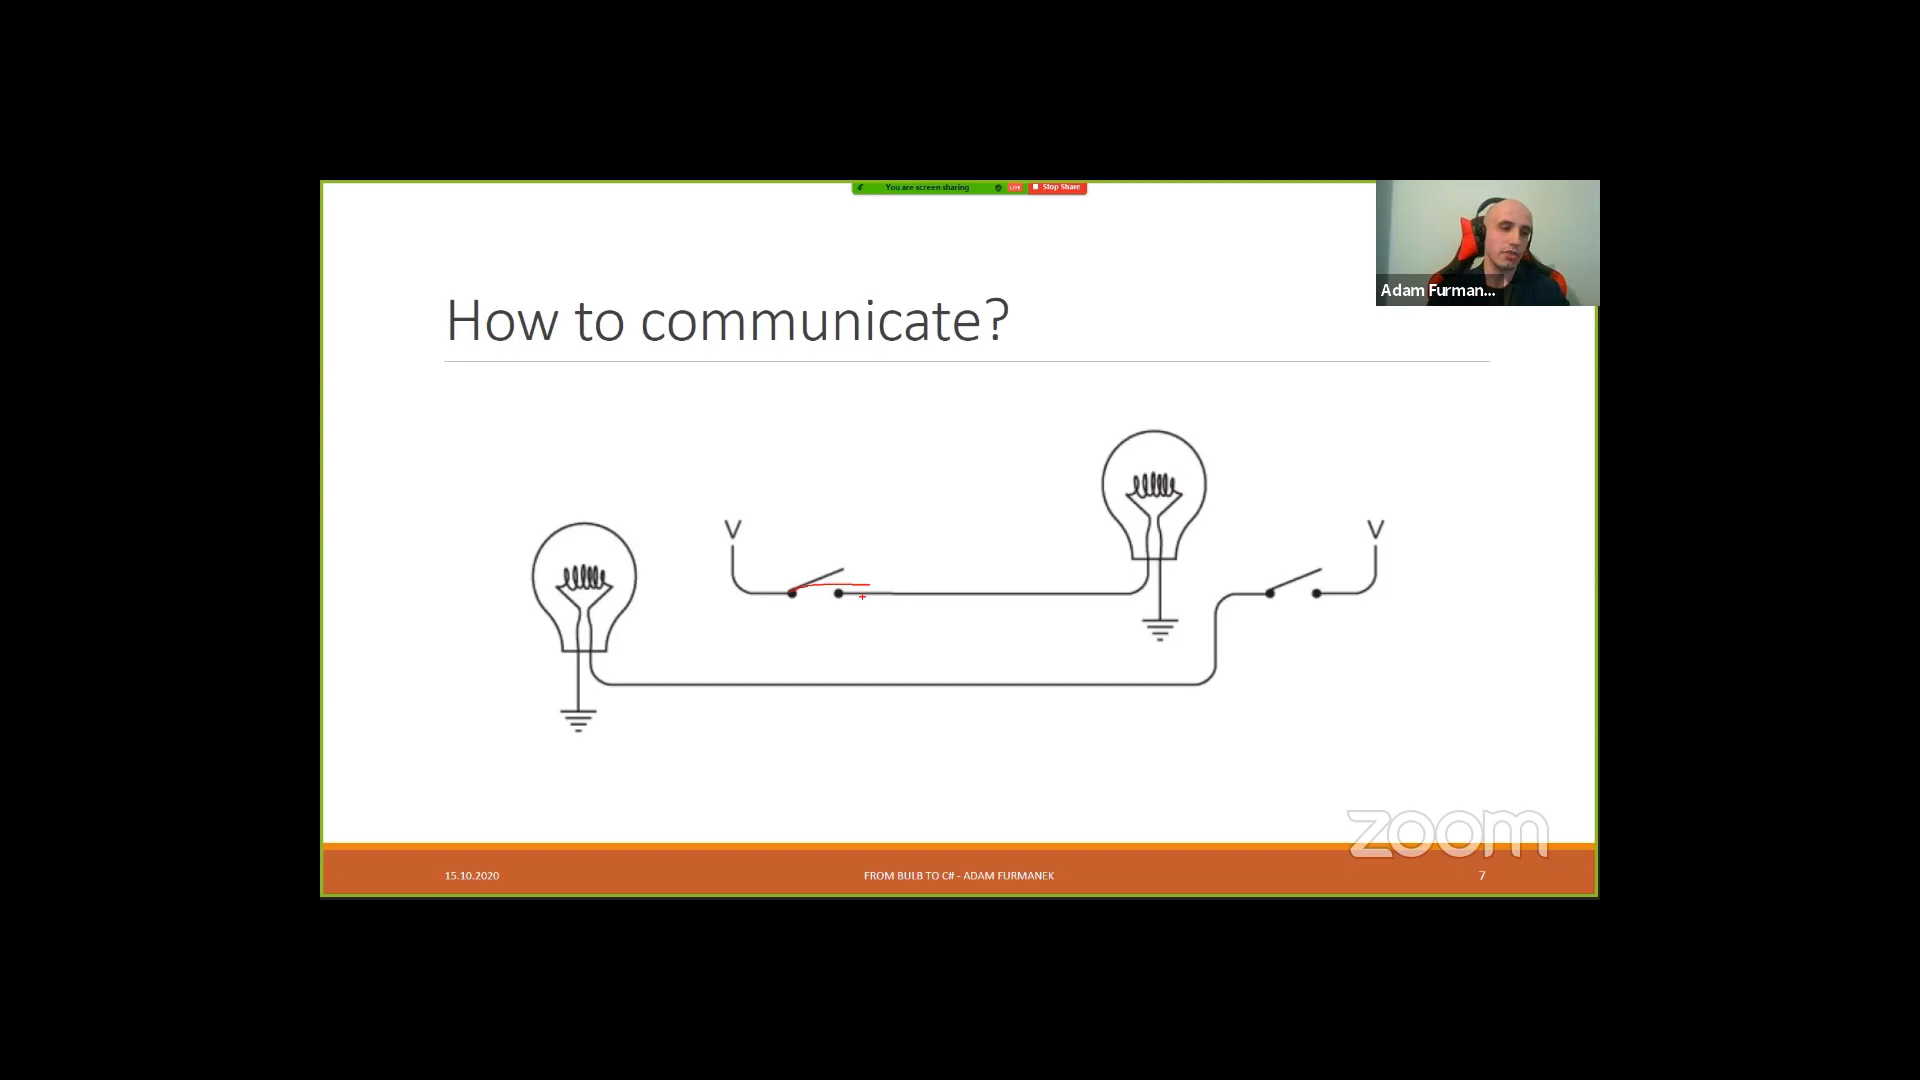 You are screen sharing
LIVE
Stop Share
Adam Furman...
How to communicate?
V
V
zoom
15.10.2020
FROM BULB TO C# - ADAM FURMANEK
7